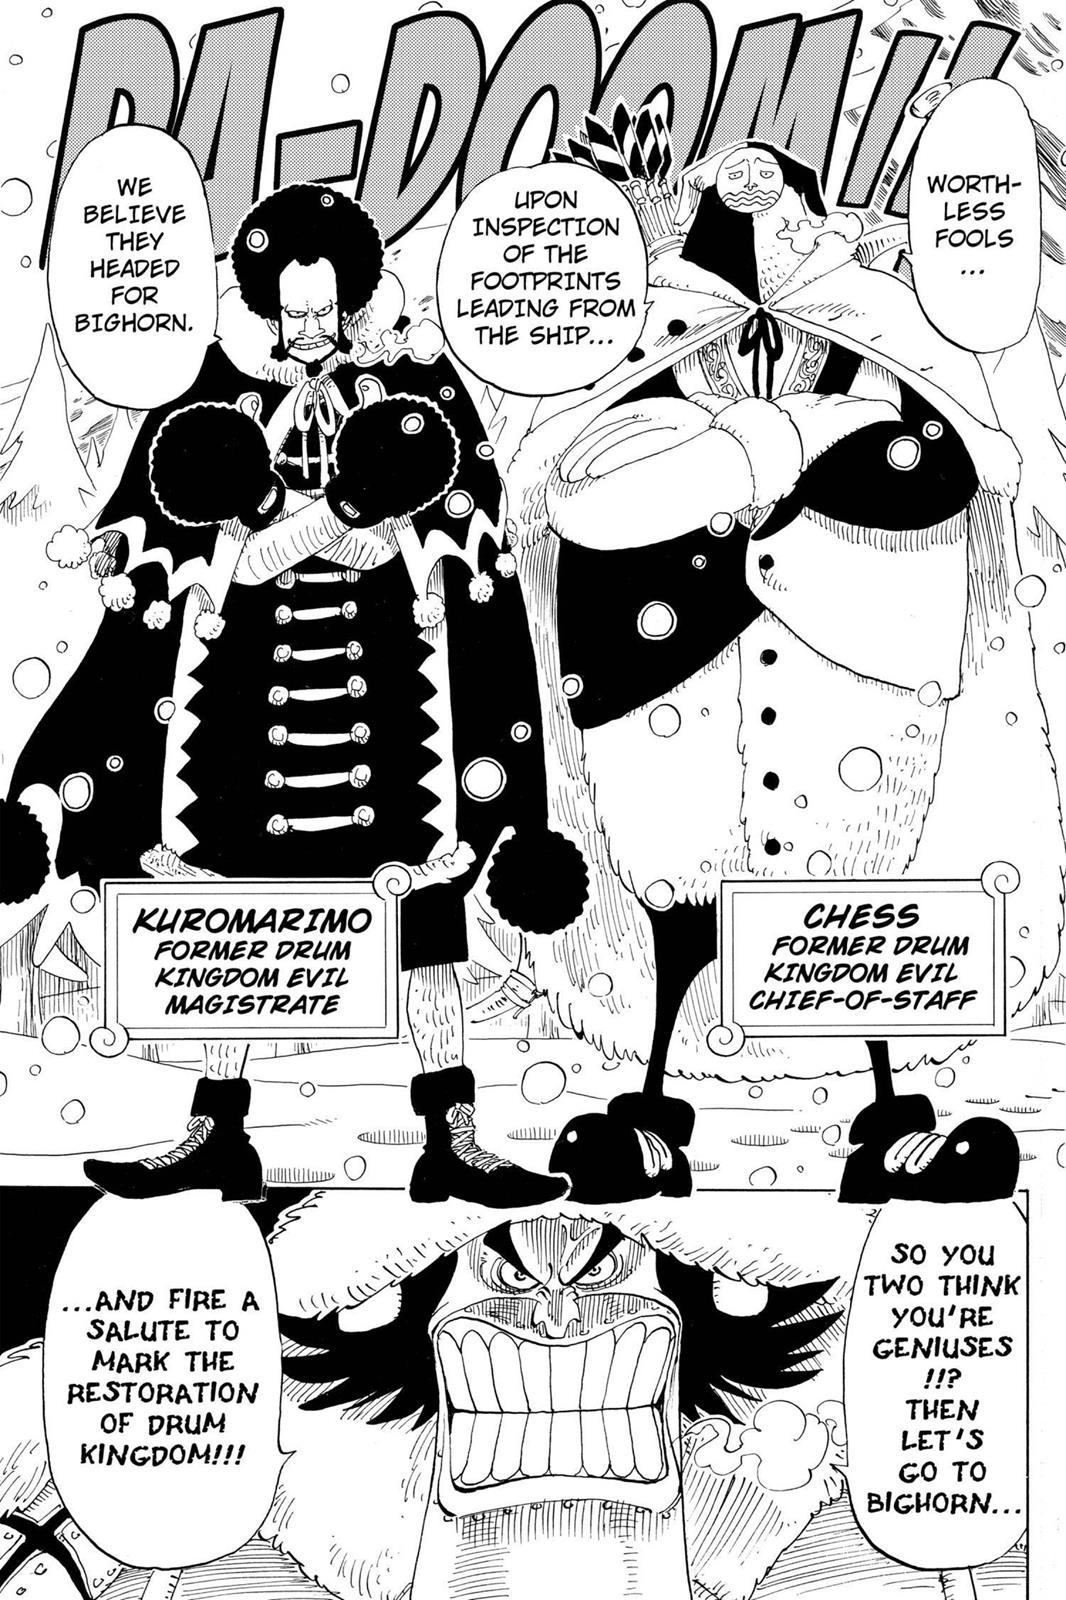 DA-DOOM!!
WORTH-
LESS
FOOLS
...
UPON
INSPECTION
OF THE
FOOTPRINTS
LEADING FROM
THE SHIP...
WE
BELIEVE
THEY
HEADED
FOR
BIGHORN.
CHESS
FORMER DRUM
KINGDOM EVIL
CHIEF-OF-STAFF
KUROMARIMO
FORMER DRUM
KINGDOM EVIL
MAGISTRATE
SO YOU
TWO THINK
YOU'RE
GENIUSES
!!?
THEN
LET'S
GO TO
BIGHORN...
...AND FIRE A
SALUTE TO
MARK THE
RESTORATION
OF DRUM
KINGDOM!!!